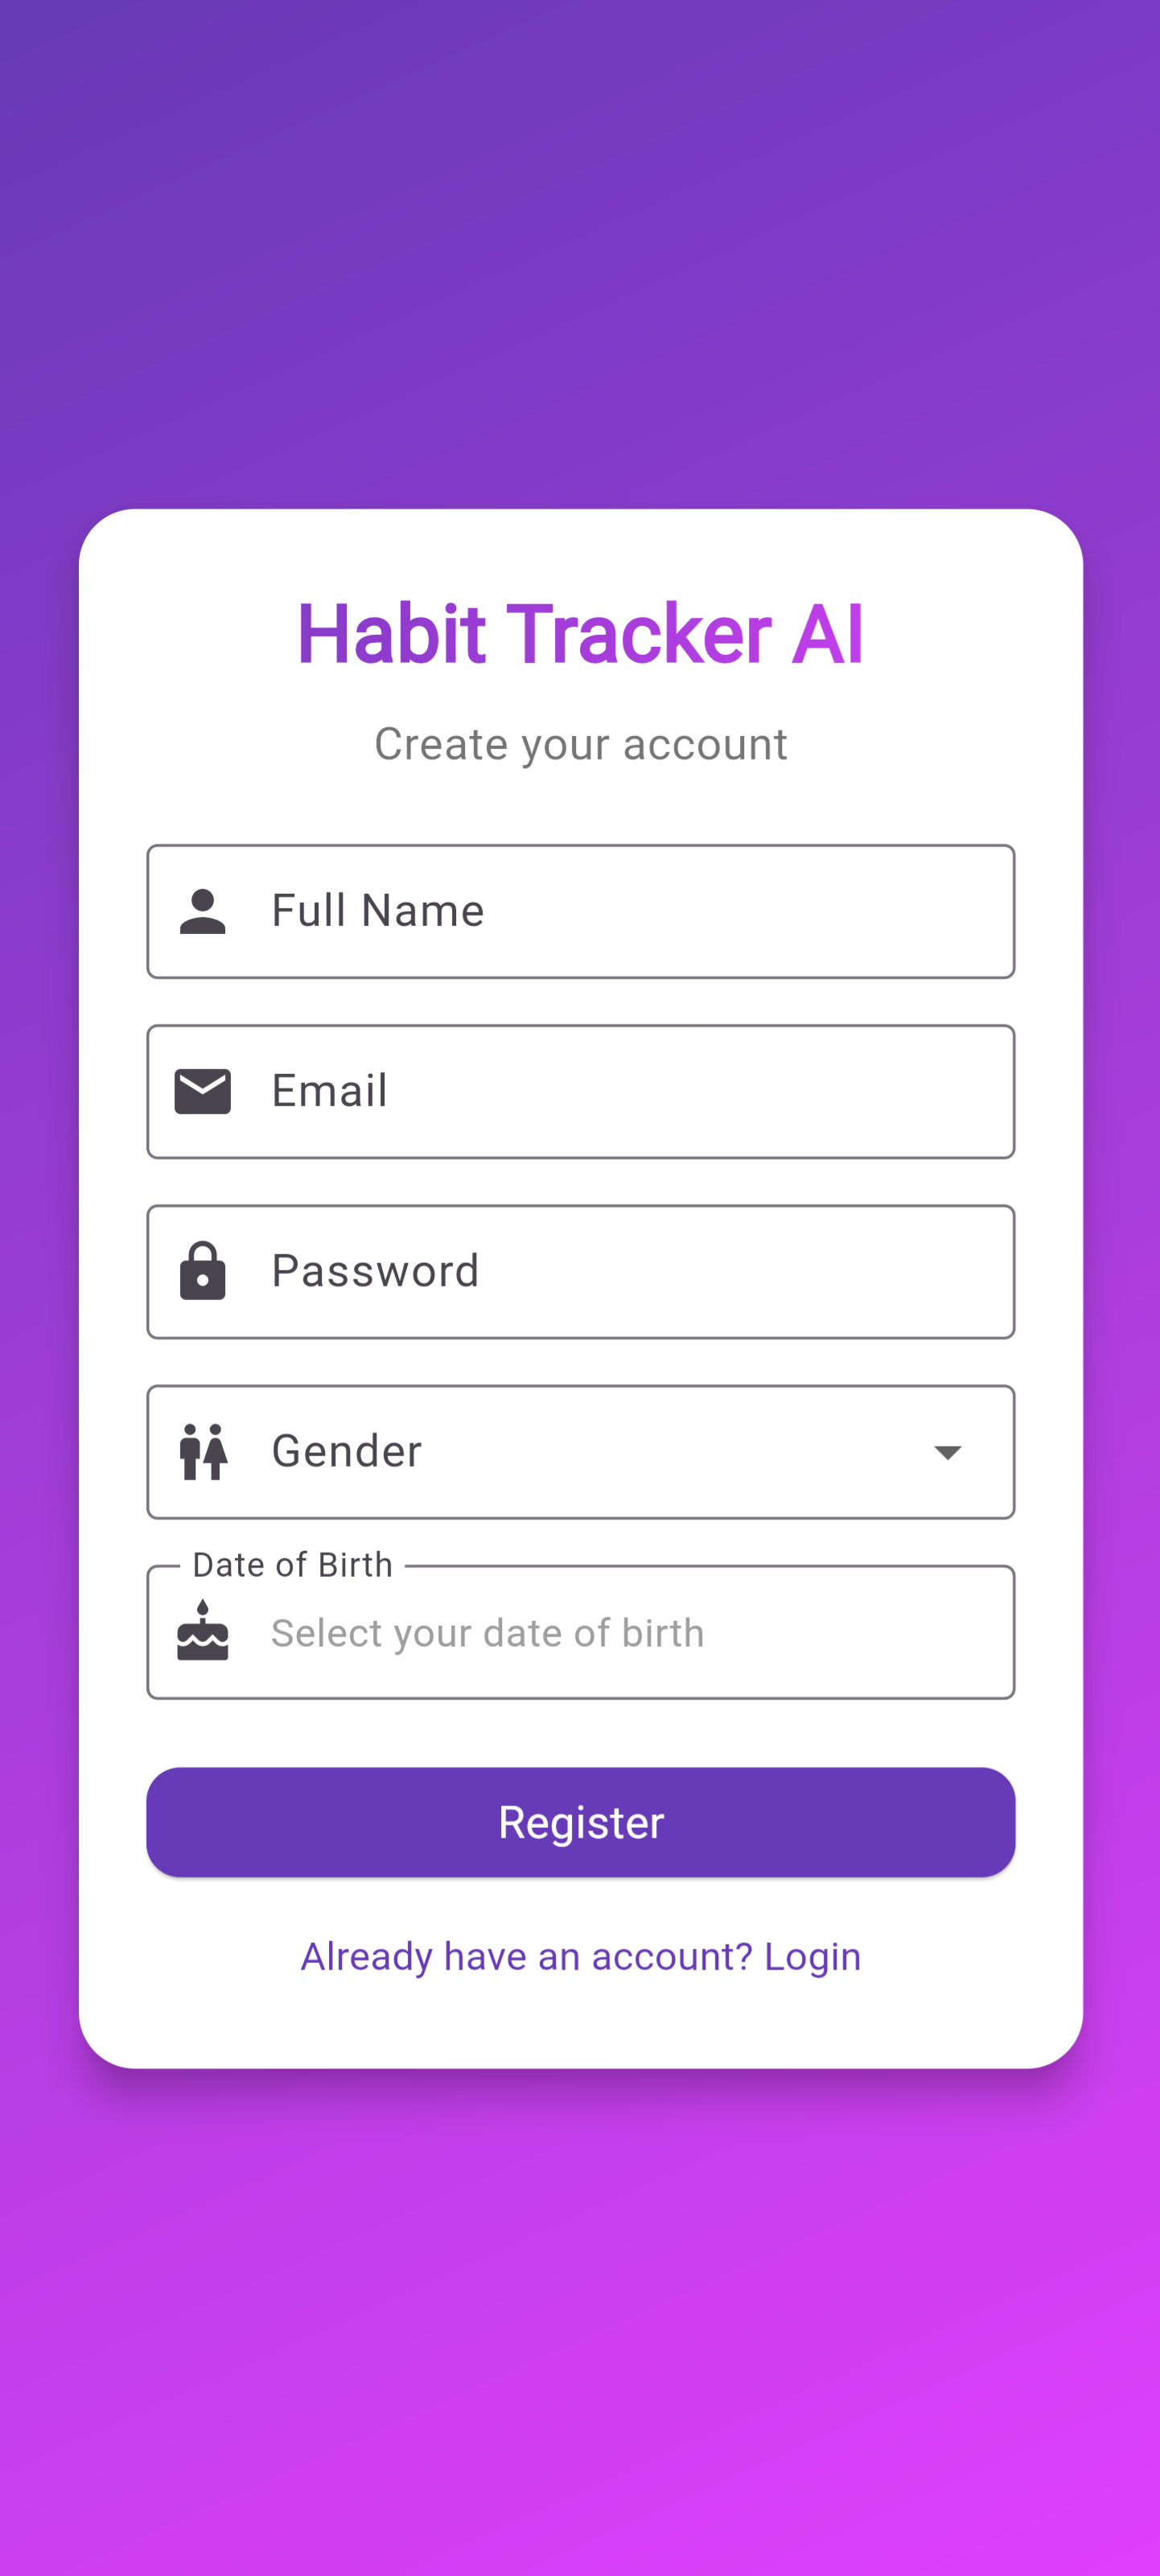 Habit Tracker AI
Create your account
Full Name
Email
Password
Gender
Date of Birth
Select your date of birth
Register
Already have an account? Login